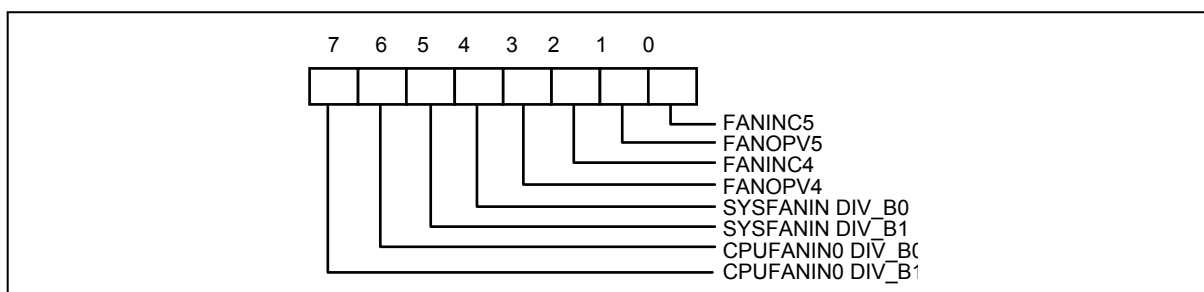 7 6 5 4 3 2 1 0
FANINC5
FANOPV5
FANINC4
FANOPV4
SYSFANIN DIV_B0
SYSFANIN DIV_B1
CPUFANIN0 DIV_B0
CPUFANIN0 DIV_B1